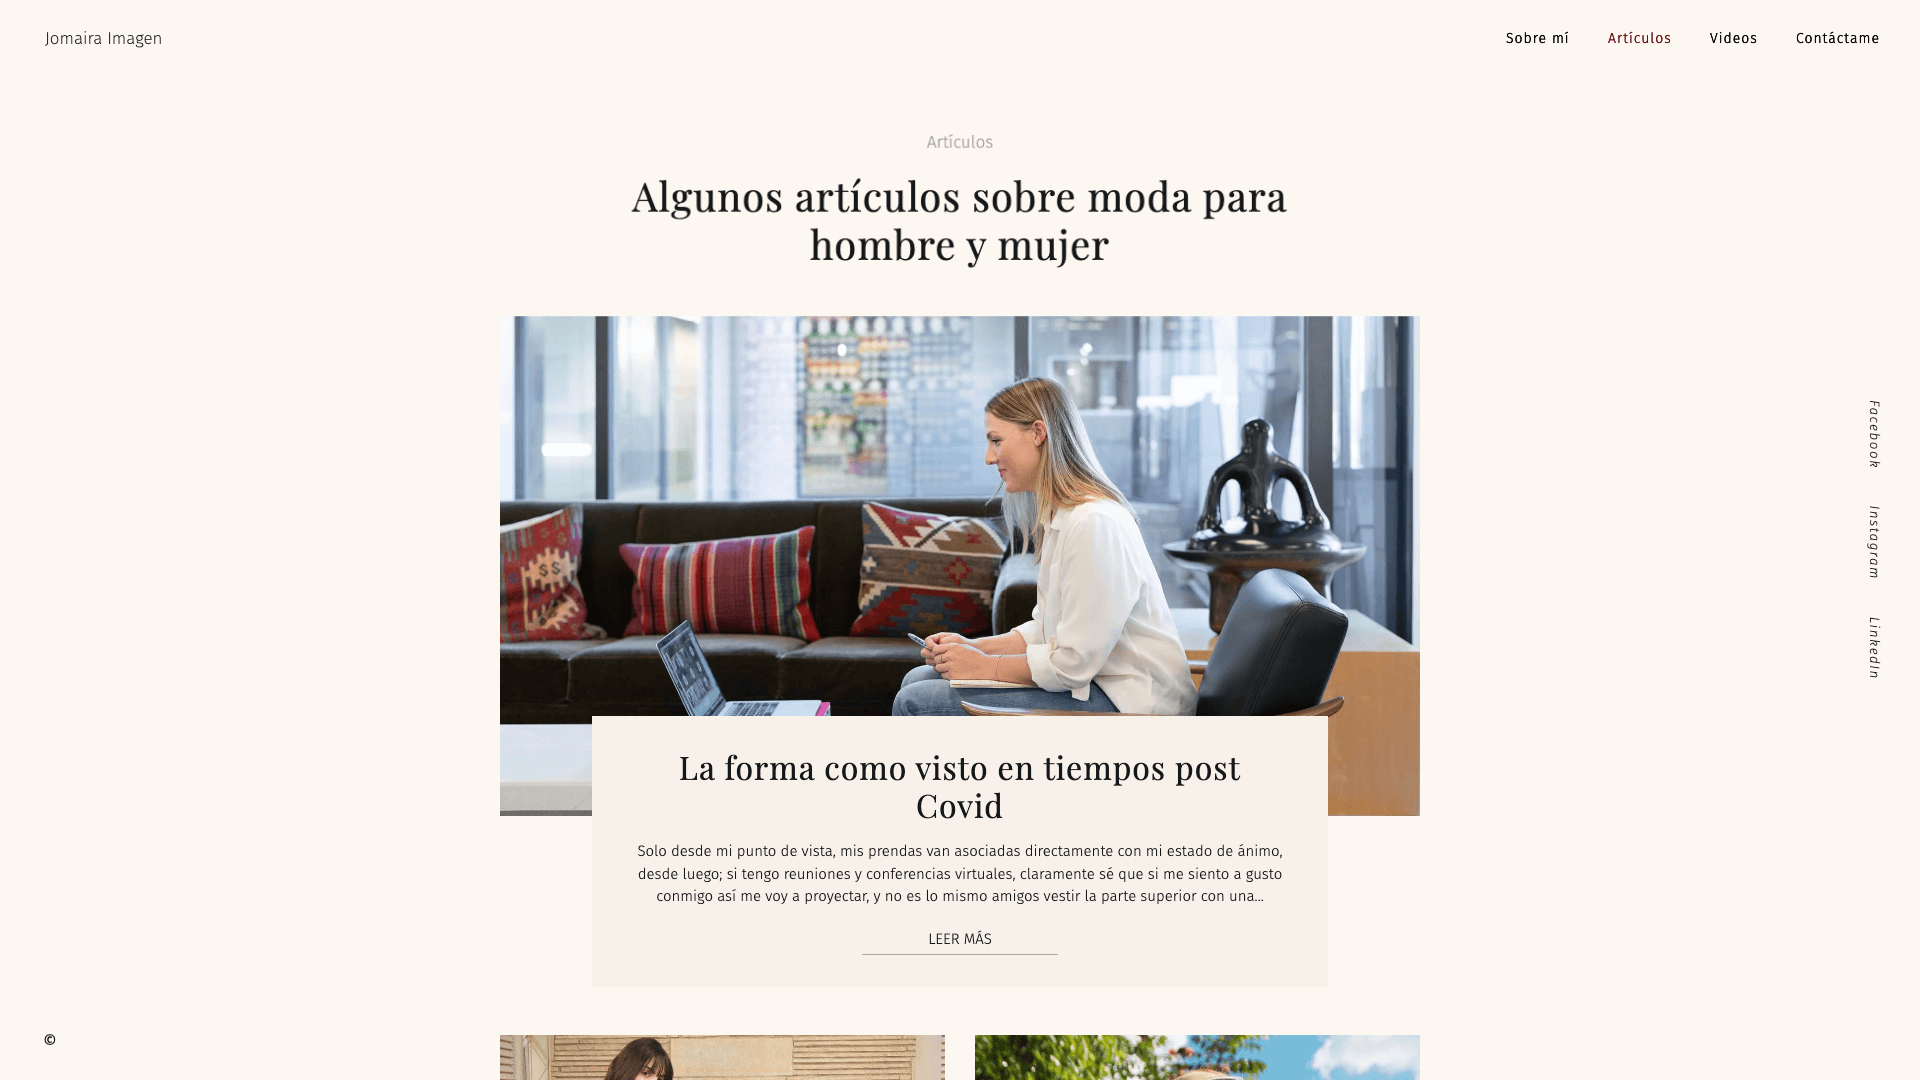 Jomaira Imagen
Sobre mí
Artículos
Videos
Contáctame
Artículos
Algunos artículos sobre moda para
hombre y mujer
La forma como visto en tiempos post
Covid
Solo desde mi punto de vista, mis prendas van asociadas directamente con mi estado de ánimo,
desde luego; si tengo reuniones y conferencias virtuales, claramente sé que si me siento a gusto
conmigo así me voy a proyectar, y no es lo mismo amigos vestir la parte superior con una...
LEER MÁS
Facebook
Instagram
LinkedIn
©